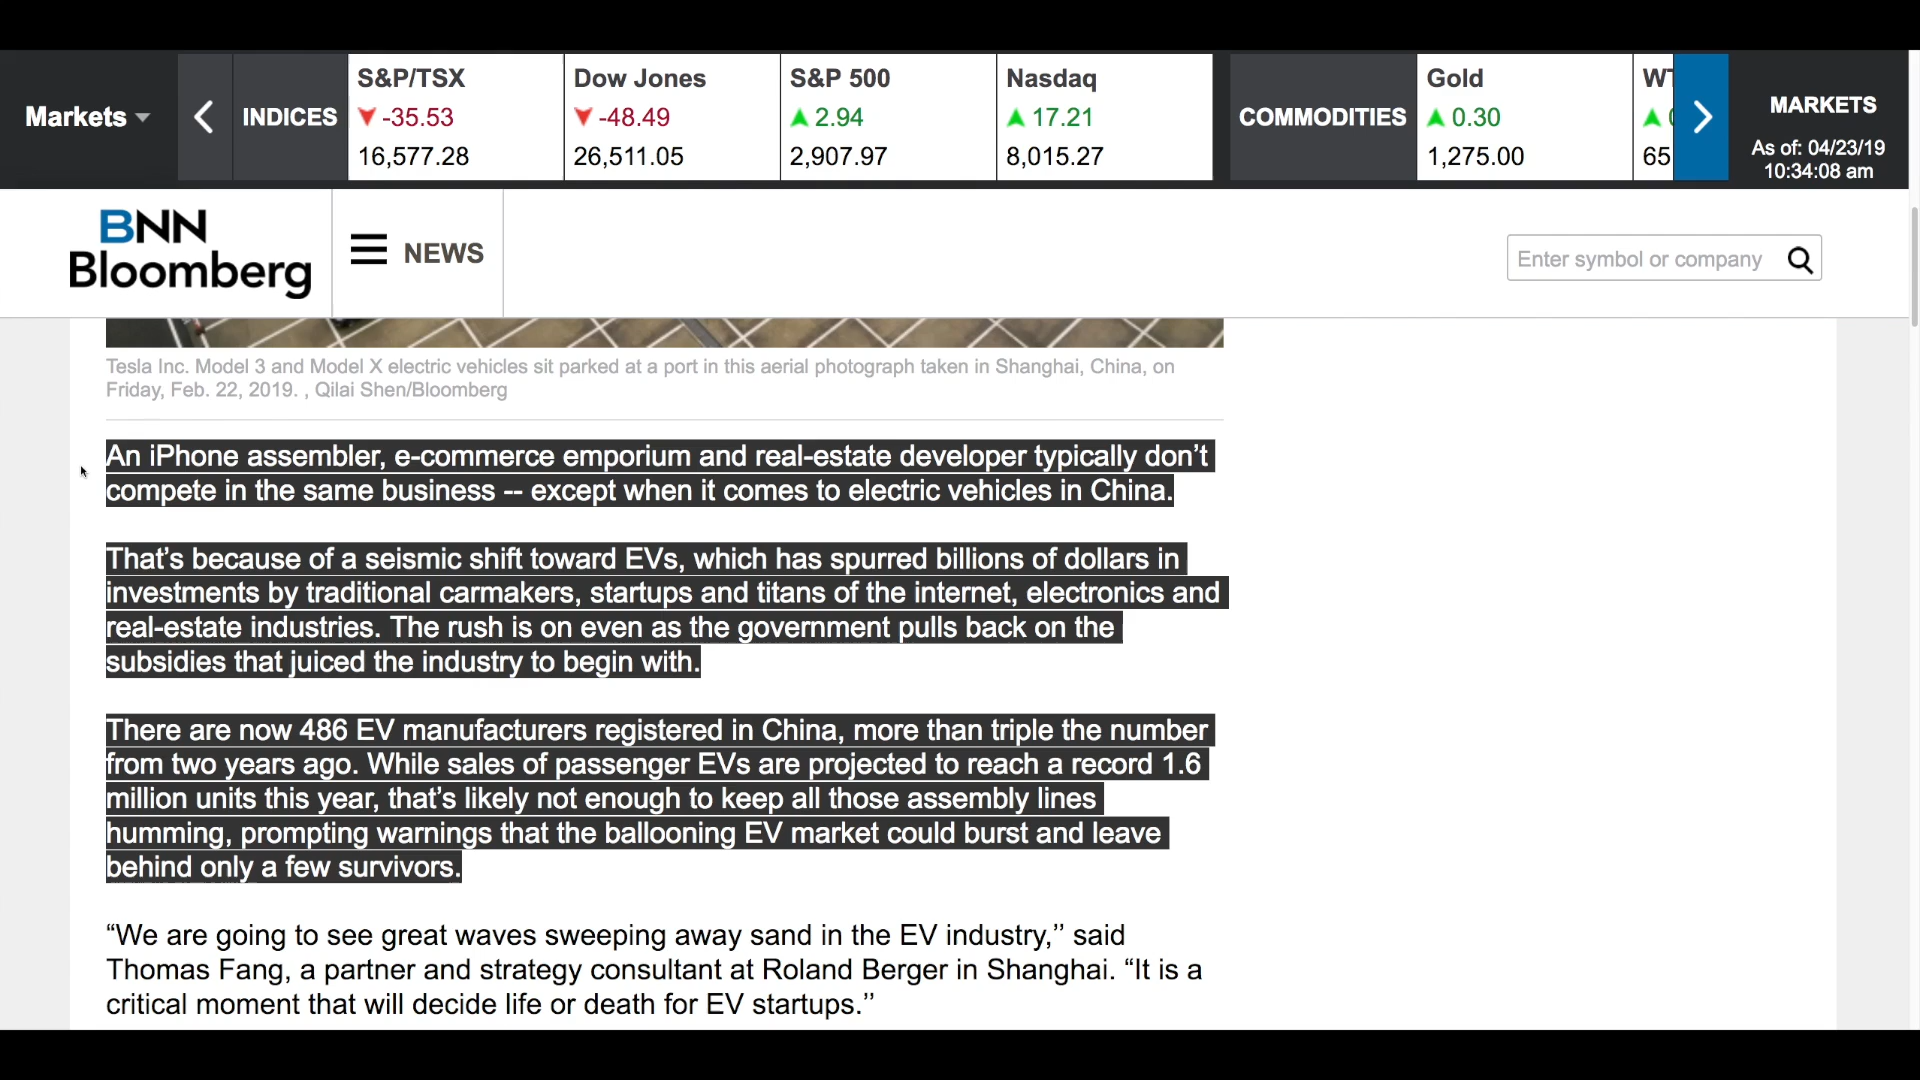 Markets
INDICES
S&P/TSX
-35.53
16,577.28
Dow Jones
-48.49
26,511.05
S&P 500
2.94
2,907.97
Nasdaq
17.21
8,015.27
COMMODITIES
Gold
0.30
1,275.00
65
MARKETS
As of: 04/23/19
10:34:08 am
BNN
Bloomberg
NEWS
Enter symbol or company
Tesla Inc. Model 3 and Model X electric vehicles sit parked at a port in this aerial photograph taken in Shanghai, China, on
Friday, Feb. 22, 2019. , Qilai Shen/Bloomberg
An iPhone assembler, e-commerce emporium and real-estate developer typically don’t
compete in the same business -- except when it comes to electric vehicles in China.
That’s because of a seismic shift toward EVs, which has spurred billions of dollars in
investments by traditional carmakers, startups and titans of the internet, electronics and
real-estate industries. The rush is on even as the government pulls back on the
subsidies that juiced the industry to begin with.
There are now 486 EV manufacturers registered in China, more than triple the number
from two years ago. While sales of passenger EVs are projected to reach a record 1.6
million units this year, that’s likely not enough to keep all those assembly lines
humming, prompting warnings that the ballooning EV market could burst and leave
behind only a few survivors.
“We are going to see great waves sweeping away sand in the EV industry,’’ said
Thomas Fang, a partner and strategy consultant at Roland Berger in Shanghai. “It is a
critical moment that will decide life or death for EV startups.’’